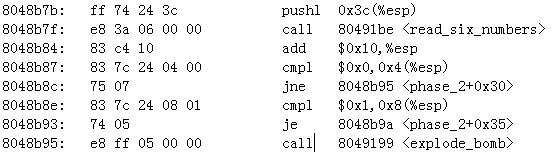 8048b7b: ff 74 24 3c pushl 0x3c(%esp)
8048b7f: e8 3a 06 00 00 call 80491be <read_six_numbers>
8048b84: 83 c4 10 add $0x10,%esp
8048b87: 83 7c 24 04 00 cmpl $0x0,0x4(%esp)
8048b8c: 75 07 jne 8048b95 <phase_2+0x30>
8048b8e: 83 7c 24 08 01 cmpl $0x1,0x8(%esp)
8048b93: 74 05 je 8048b9a <phase_2+0x35>
8048b95: e8 ff 05 00 00 call 8049199 <explode_bomb>